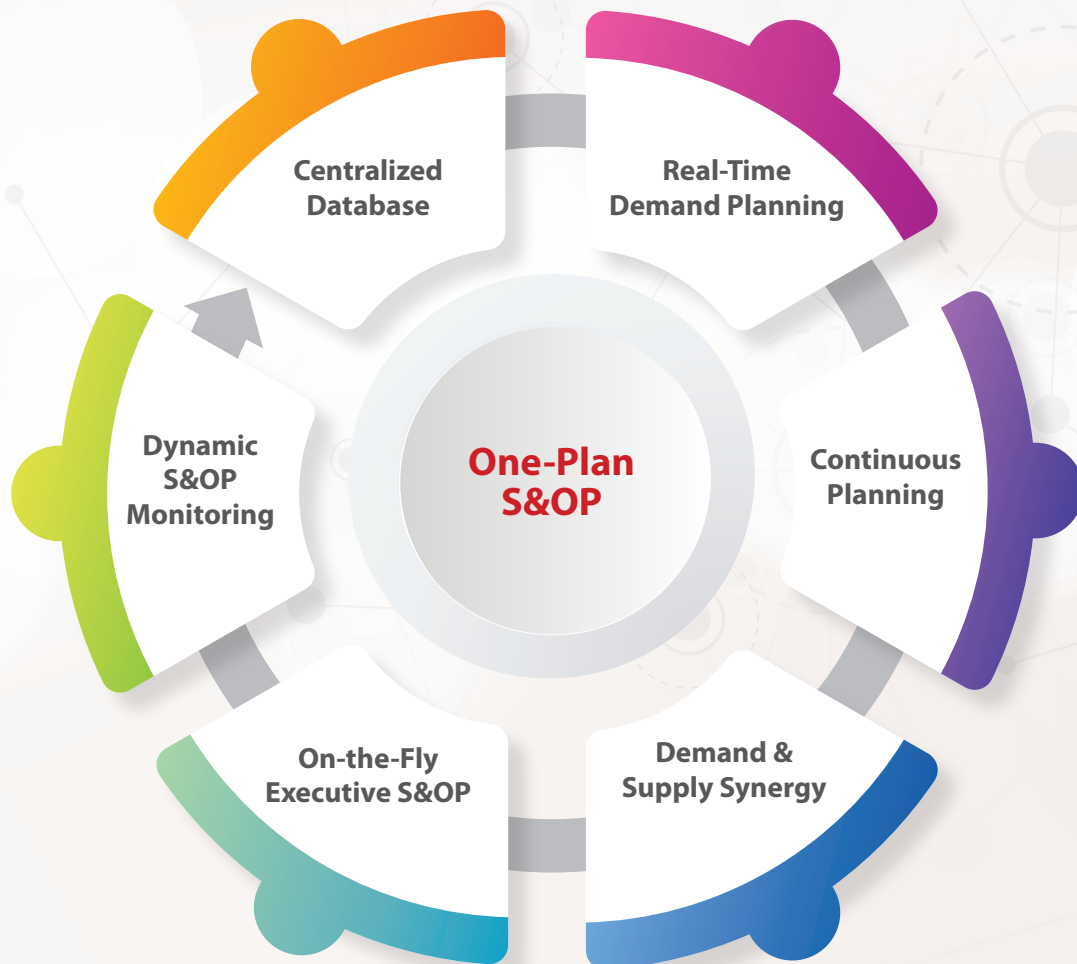 Centralized
Database
Real-Time
Demand Planning
Continuous
Planning
Demand &
Supply Synergy
On-the-Fly
Executive S&OP
Dynamic
S&OP
Monitoring
One-Plan
S&OP